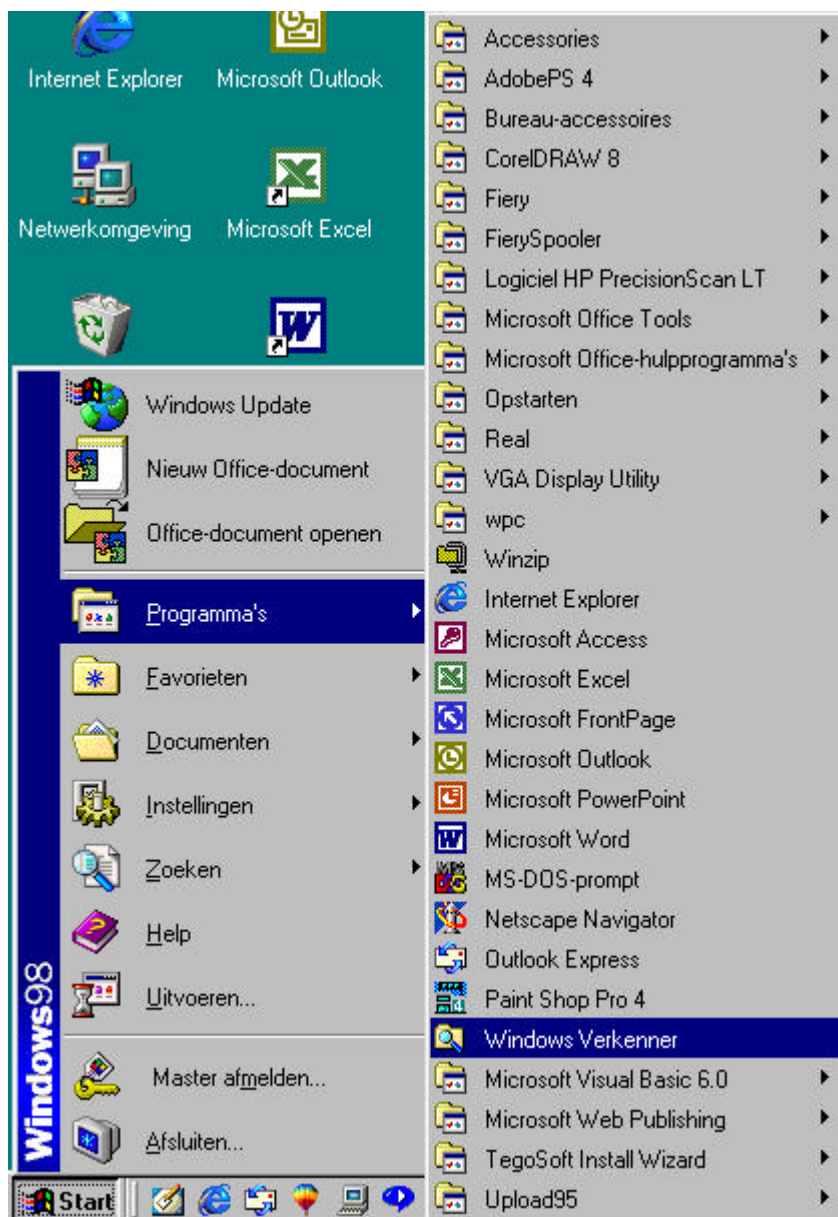 Internet Explorer
Microsoft Outlook
Netwerkomgeving
Microsoft Excel
Windows Update
Nieuw Office-document
Office-document openen
Programma's
Favorieten
Documenten
Instellingen
Zoeken
Help
Uitvoeren...
Master afmelden...
Afsluiten...
Windows98
Start
Accessories
AdobePS 4
Bureau-accessoires
CorelDRAW 8
Fiery
FierySpooler
Logiciel HP PrecisionScan LT
Microsoft Office Tools
Microsoft Office-hulpprogramma's
Opstarten
Real
VGA Display Utility
wpc
Winzip
Internet Explorer
Microsoft Access
Microsoft Excel
Microsoft FrontPage
Microsoft Outlook
Microsoft PowerPoint
Microsoft Word
MS-DOS-prompt
Netscape Navigator
Outlook Express
Paint Shop Pro 4
Windows Verkenner
Microsoft Visual Basic 6.0
Microsoft Web Publishing
TegoSoft Install Wizard
Upload95